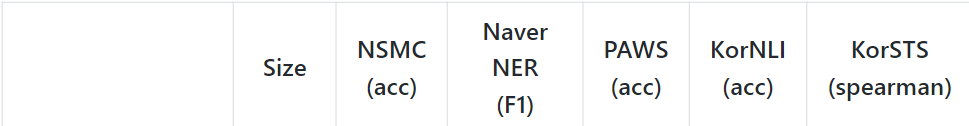 Size
NSMC
(acc)
Naver
NER
(F1)
PAWS
(acc)
KorNLI
(acc)
KorSTS
(spearman)